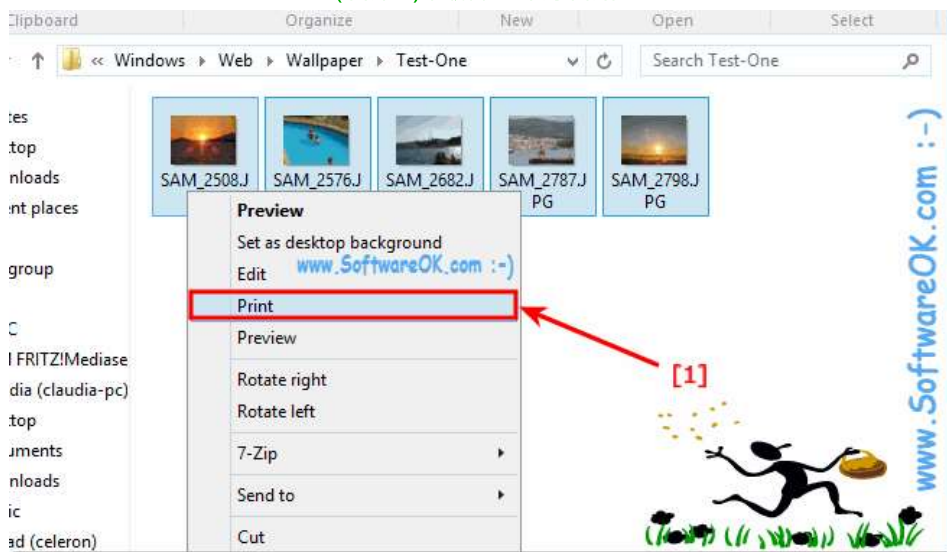 Clipboard Organize New Open Select
« Windows Web Wallpaper Test-One Search Test-One
tes
top
nloads
ent places
group
C
FRITZ!Mediase
dia (claudia-pc)
top
uments
nloads
ic
ad (celeron)
SAM_2508.J SAM_2576.J SAM_2682.J SAM_2787.J SAM_2798.J
PG PG
Preview
Set as desktop background
Edit
www.SoftwareOK.com :-)
Print
Preview
Rotate right
Rotate left
7-Zip
Send to
Cut
[1]
www.SoftwareOK.com :-)